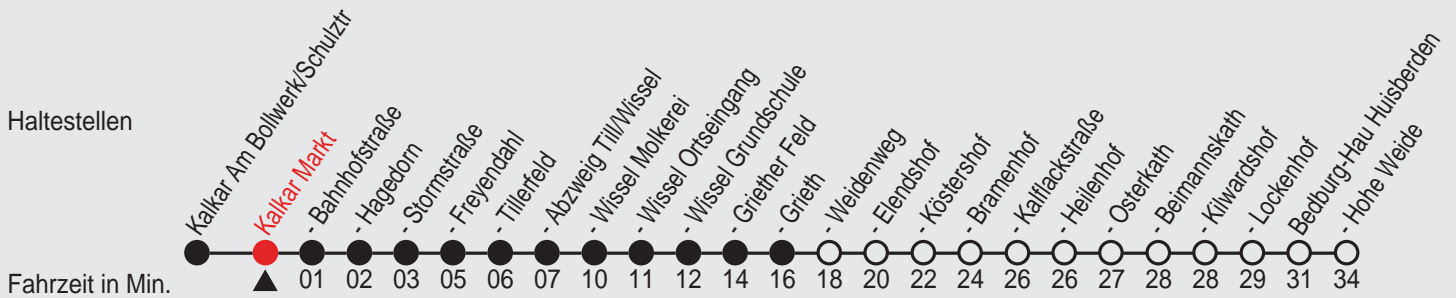 Haltestellen
Kalkar Am Bollwerk/Schulztr
Kalkar Markt
- Bahnhofstraße
- Hagedorn
- Stormstraße
- Freyendahl
- Tillerfeld
- Abzweig Till/Wissel
- Wissel Molkerei
- Wissel Ortseingang
- Wissel Grundschule
- Griether Feld
- Grieth
- Weidenweg
- Elendshof
- Köstershof
- Bramenhof
- Kalflackstraße
- Heilenhof
- Osterkath
- Beimannskath
- Kilwardshof
- Lockenhof
Bedburg-Hau Huisberden
- Hohe Weide
Fahrzeit in Min. 01 02 03 05 06 07 10 11 12 14 16 18 20 22 24 26 26 27 28 28 29 31 34